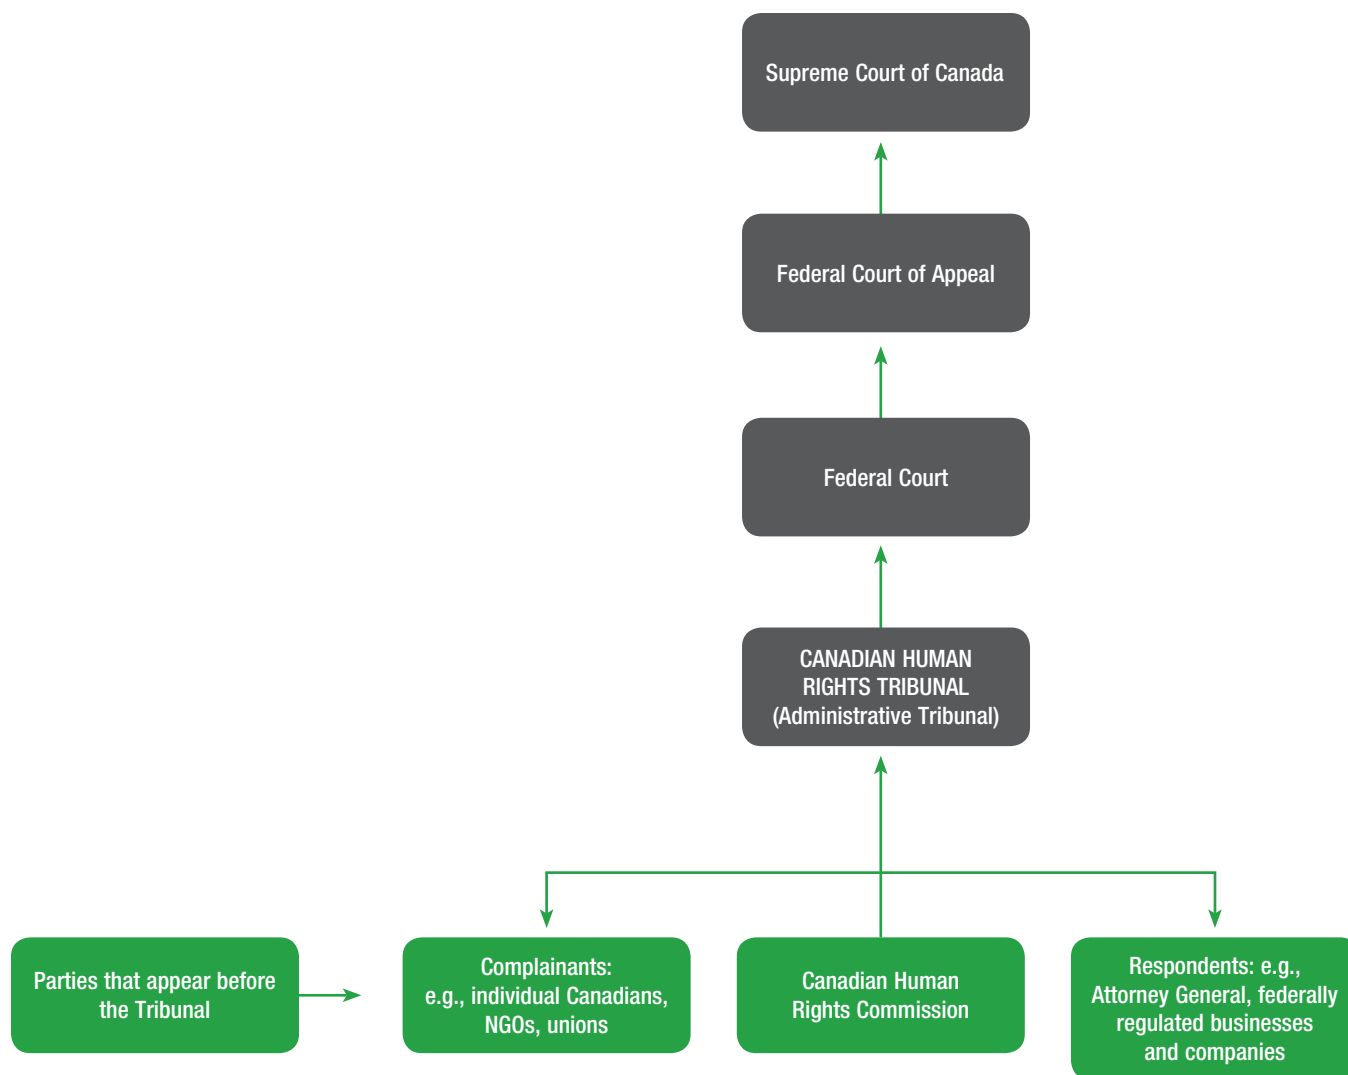 Supreme Court of Canada
Federal Court of Appeal
Federal Court
CANADIAN HUMAN
RIGHTS TRIBUNAL
(Administrative Tribunal)
Parties that appear before
the Tribunal
Complainants:
e.g., individual Canadians,
NGOs, unions
Canadian Human
Rights Commission
Respondents: e.g.,
Attorney General, federally
regulated businesses
and companies